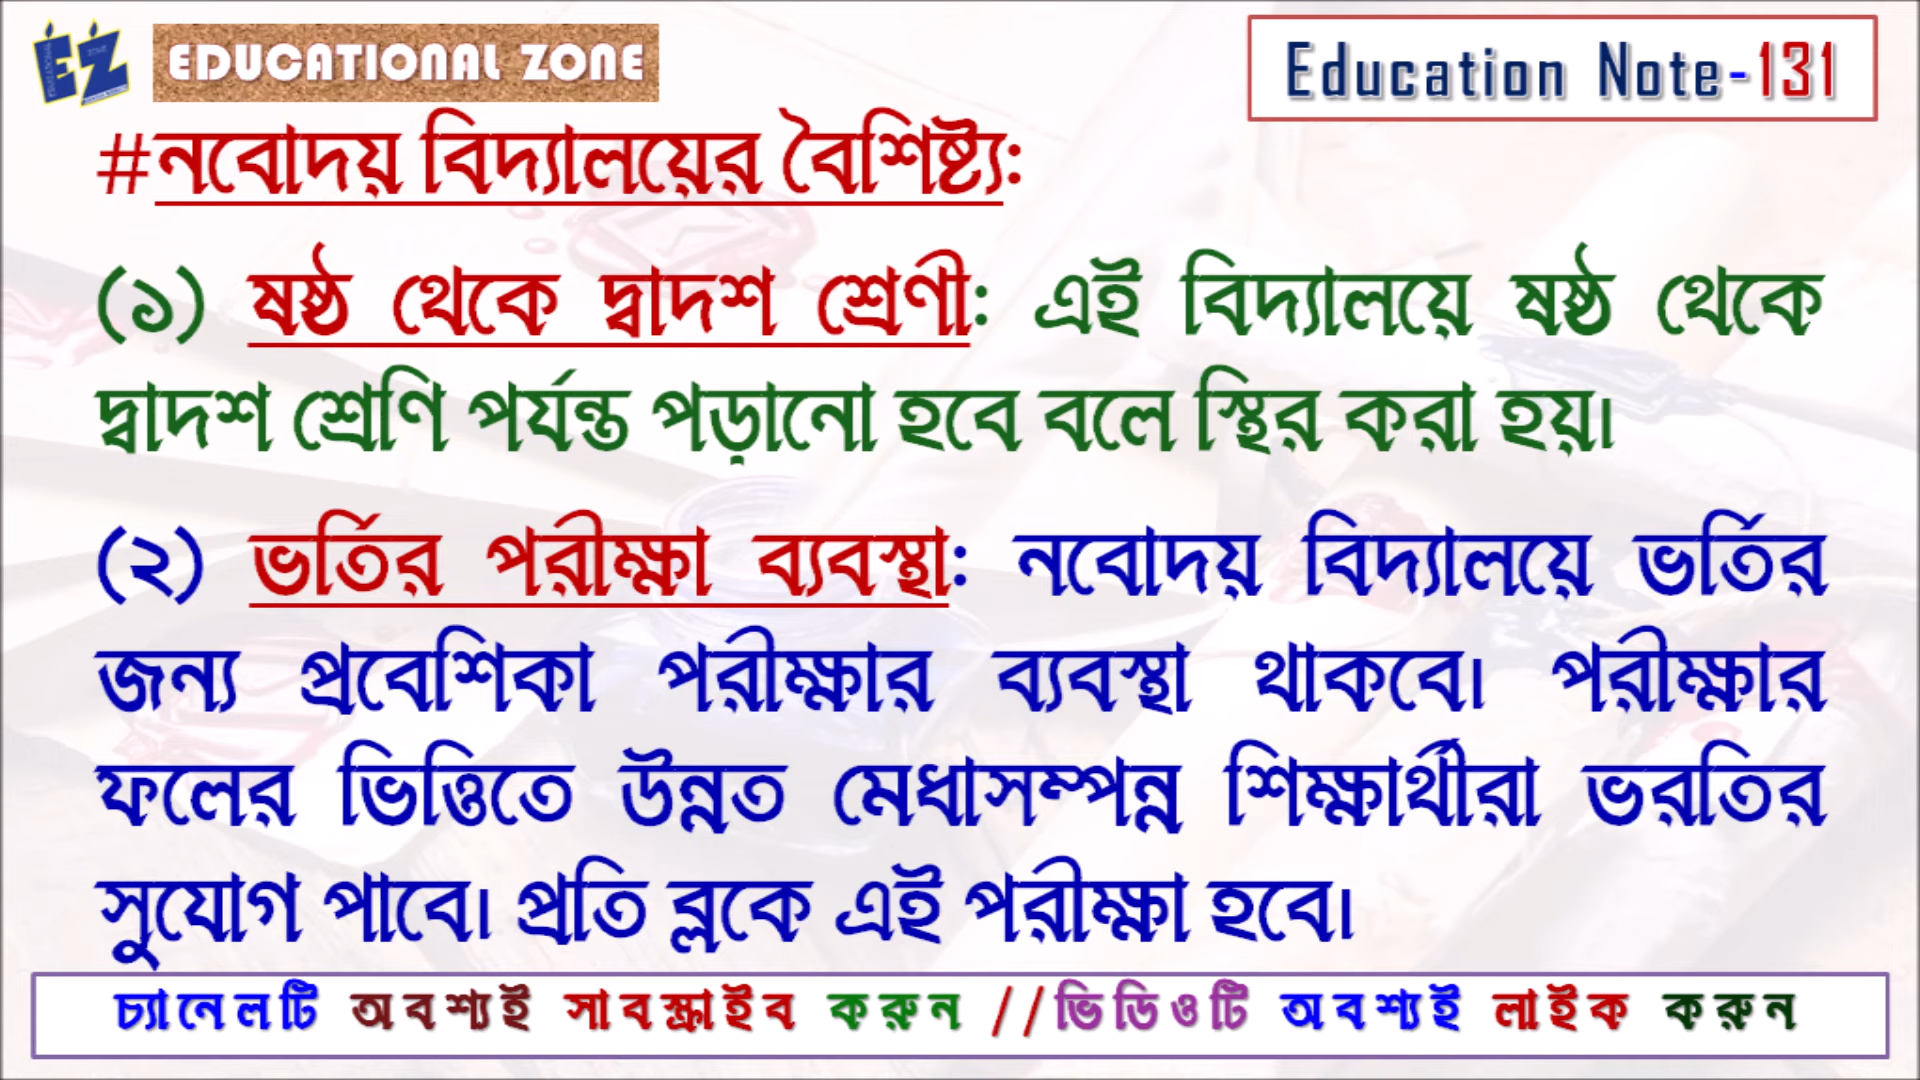 EZ EDUCATIONAL ZONE
Education Note-131
#নবোদয় বিদ্যালয়ের বৈশিষ্ট্যঃ
(১) ষষ্ঠ থেকে দ্বাদশ শ্রেণীঃ এই বিদ্যালয়ে ষষ্ঠ থেকে
দ্বাদশ শ্রেণি পর্যন্ত পড়ানো হবে বলে স্থির করা হয়।
(২) ভর্তির পরীক্ষা ব্যবস্থাঃ নবোদয় বিদ্যালয়ে ভর্তির
জন্য প্রবেশিকা পরীক্ষার ব্যবস্থা থাকবে। পরীক্ষার
ফলের ভিত্তিতে উন্নত মেধাসম্পন্ন শিক্ষার্থীরা ভরতির
সুযোগ পাবে। প্রতি ব্লকে এই পরীক্ষা হবে।
চ্যানেলটি অবশ্যই সাবস্ক্রাইব করুন //ভিডিওটি অবশ্যই লাইক করুন